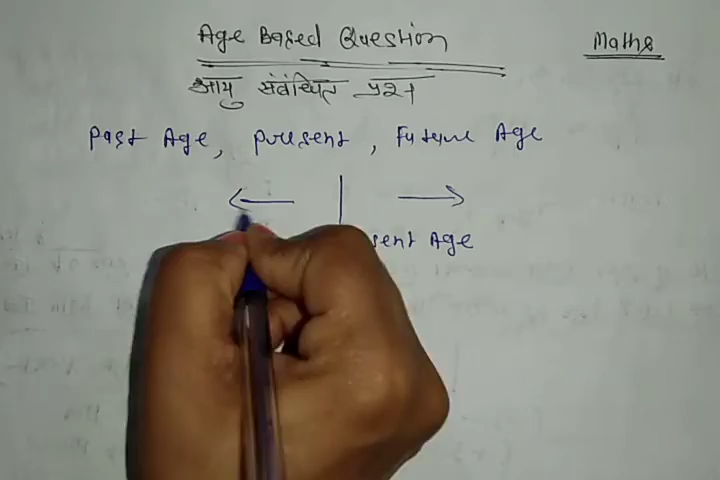 Age Based Question
Maths
आयु संबंधित प्रश्न
Past Age, present, Future Age
sent Age